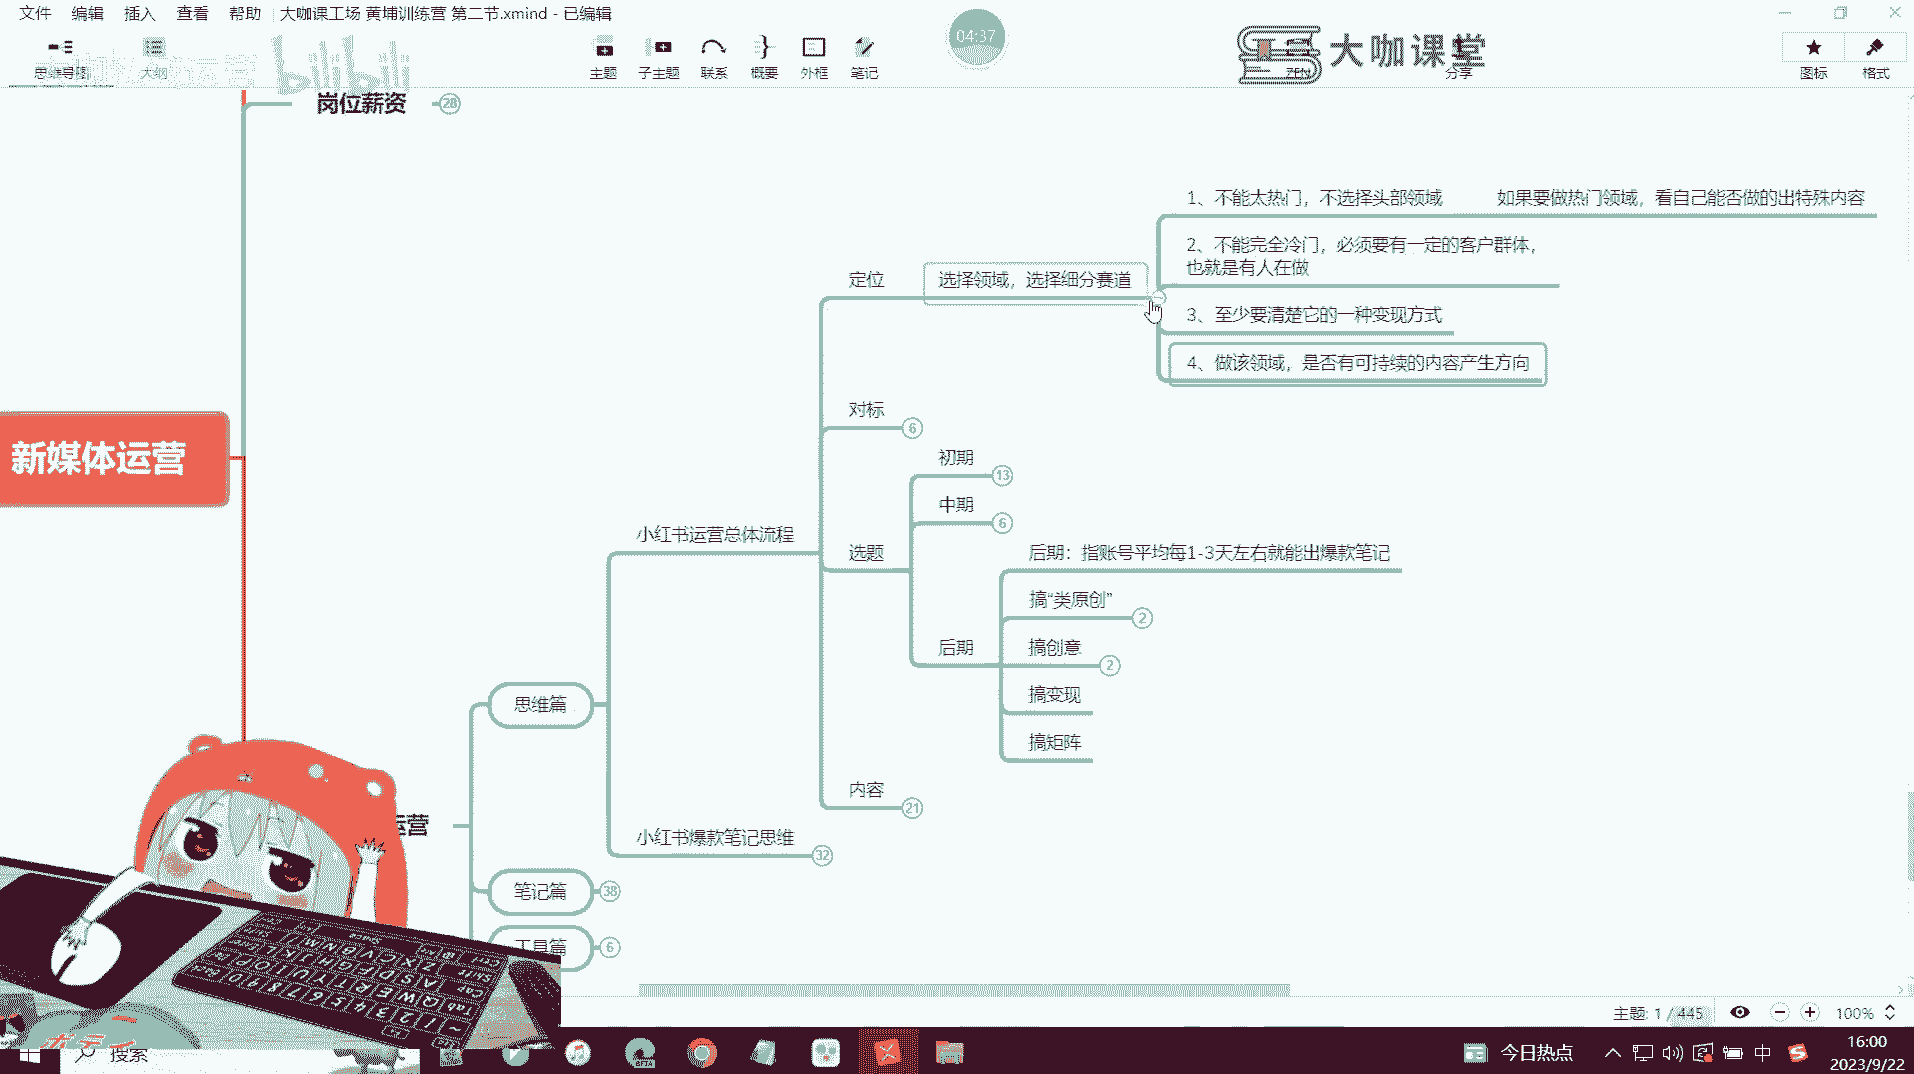 文件 编辑 插入 查看 帮助 大咖课工场 黄埔训练营 第二节.xmind - 已编辑
思维导图 大纲 主题 子主题 联系 概要 外框 笔记 04:37 大咖课堂 分享 图标 格式
bilibili
岗位薪资 28
1、不能太热门，不选择头部领域 如果要做热门领域，看自己能否做的出特殊内容
2、不能完全冷门，必须要有一定的客户群体，
也就是有人在做
定位 选择领域，选择细分赛道
3、至少要清楚它的一种变现方式
4、做该领域，是否有可持续的内容产生方向
对标 6
新媒体运营
初期 13
中期 6
小红书运营总体流程
选题
后期：指账号平均每1-3天左右就能出爆款笔记
搞“类原创” 2
后期
搞创意 2
搞变现
搞矩阵
思维篇
内容 21
运营
小红书爆款笔记思维 32
笔记篇 38
工具篇 6
主题: 1 / 445 100%
搜索 今日热点 中 16:00
2023/9/22